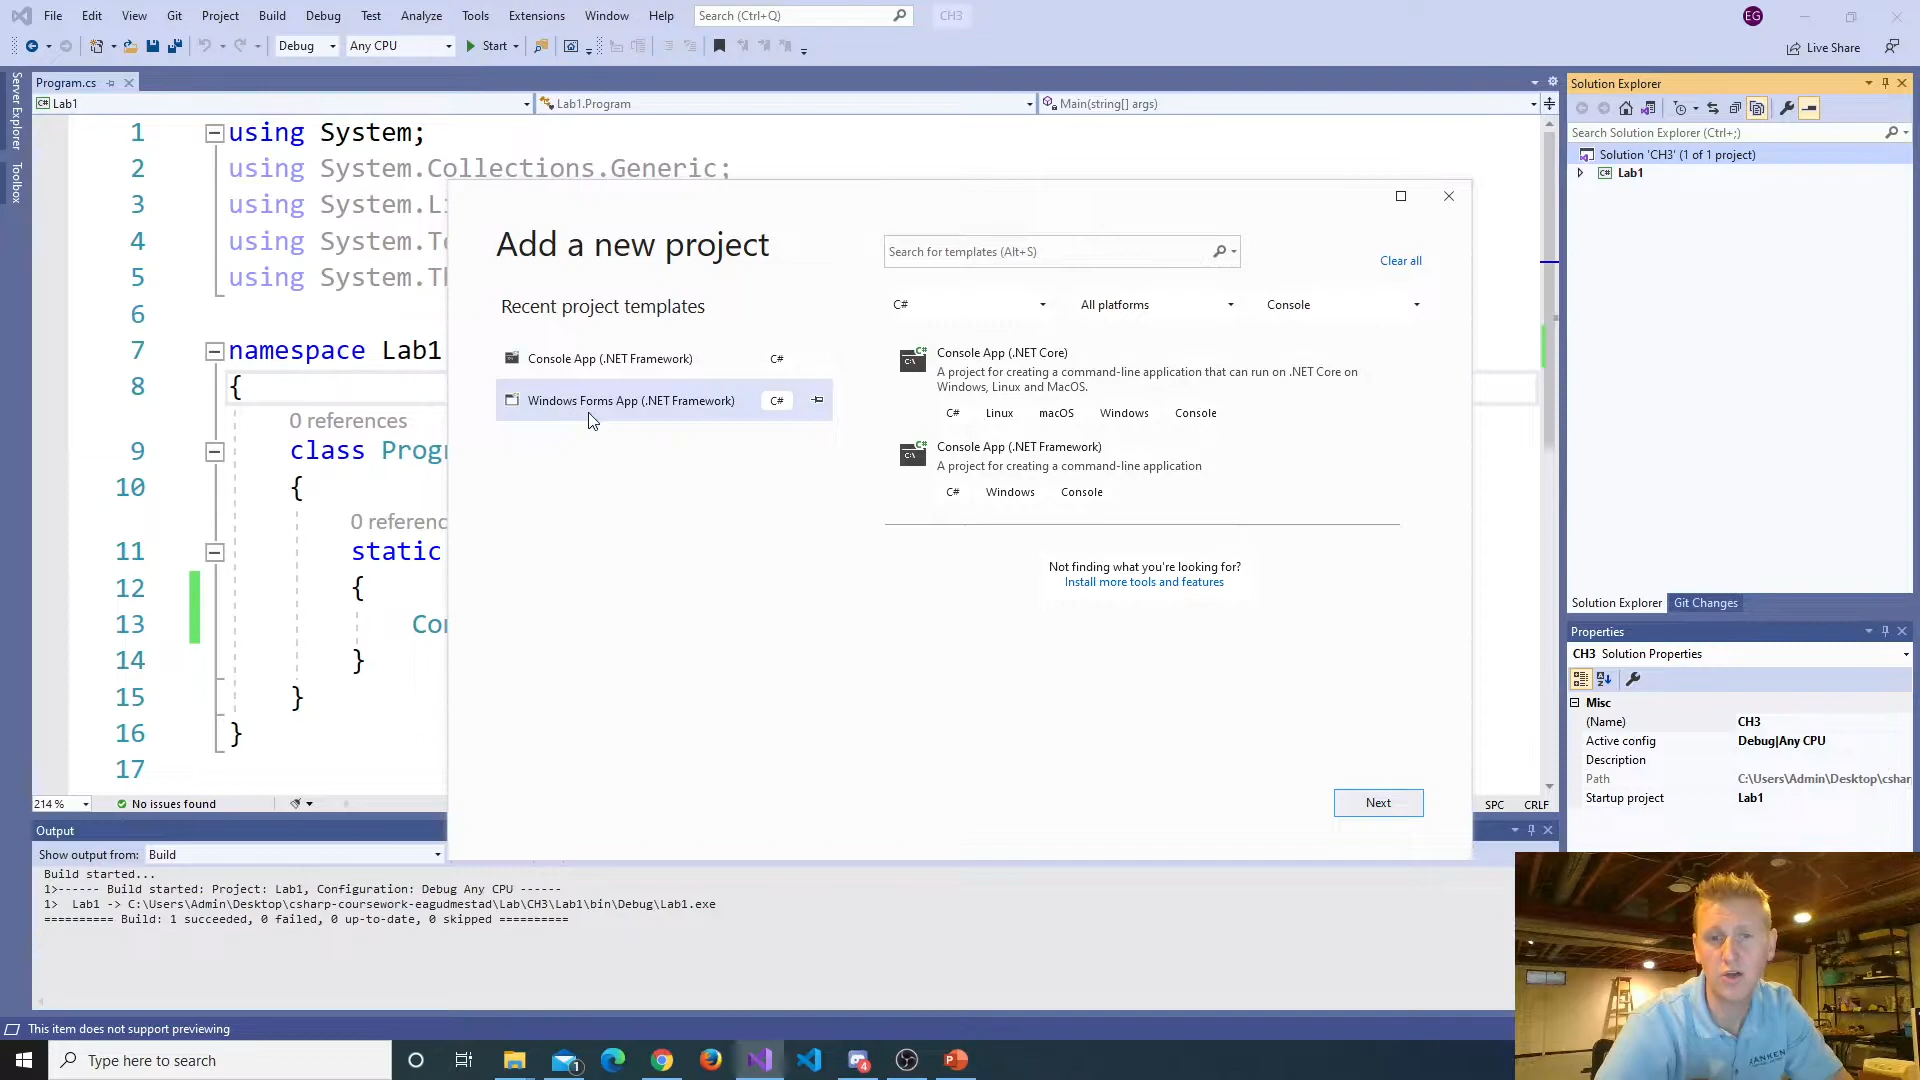 File Edit View Git Project Build Debug Test Analyze Tools Extensions Window Help Search (Ctrl+Q) CH3 EG
Debug Any CPU Start Live Share
Server Explorer
Toolbox
Program.cs
C# Lab1 Lab1.Program Main(string[] args)
1 using System;
2 using System.Collections.Generic;
3 using System.Li
4 using System.Te
5 using System.Th
6
7 namespace Lab1
8 {
0 references
9 class Progr
10 {
0 referenc
11 static
12 {
13 Con
14 }
15 }
16 }
17
214 % No issues found SPC CRLF
Add a new project
Recent project templates
Console App (.NET Framework) C#
Windows Forms App (.NET Framework) C#
Search for templates (Alt+S)
Clear all
C# All platforms Console
Console App (.NET Core)
A project for creating a command-line application that can run on .NET Core on
Windows, Linux and MacOS.
C# Linux macOS Windows Console
Console App (.NET Framework)
A project for creating a command-line application
C# Windows Console
Not finding what you're looking for?
Install more tools and features
Next
Solution Explorer
Search Solution Explorer (Ctrl+;)
Solution 'CH3' (1 of 1 project)
C# Lab1
Solution Explorer Git Changes
Properties
CH3 Solution Properties
Misc
(Name) CH3
Active config Debug|Any CPU
Description
Path C:\Users\Admin\Desktop\cshar
Startup project Lab1
Output
Show output from: Build
Build started...
1>------ Build started: Project: Lab1, Configuration: Debug Any CPU ------
1> Lab1 -> C:\Users\Admin\Desktop\csharp-coursework-eagudmestad\Lab\CH3\Lab1\bin\Debug\Lab1.exe
========== Build: 1 succeeded, 0 failed, 0 up-to-date, 0 skipped ==========
This item does not support previewing
Type here to search
1
4